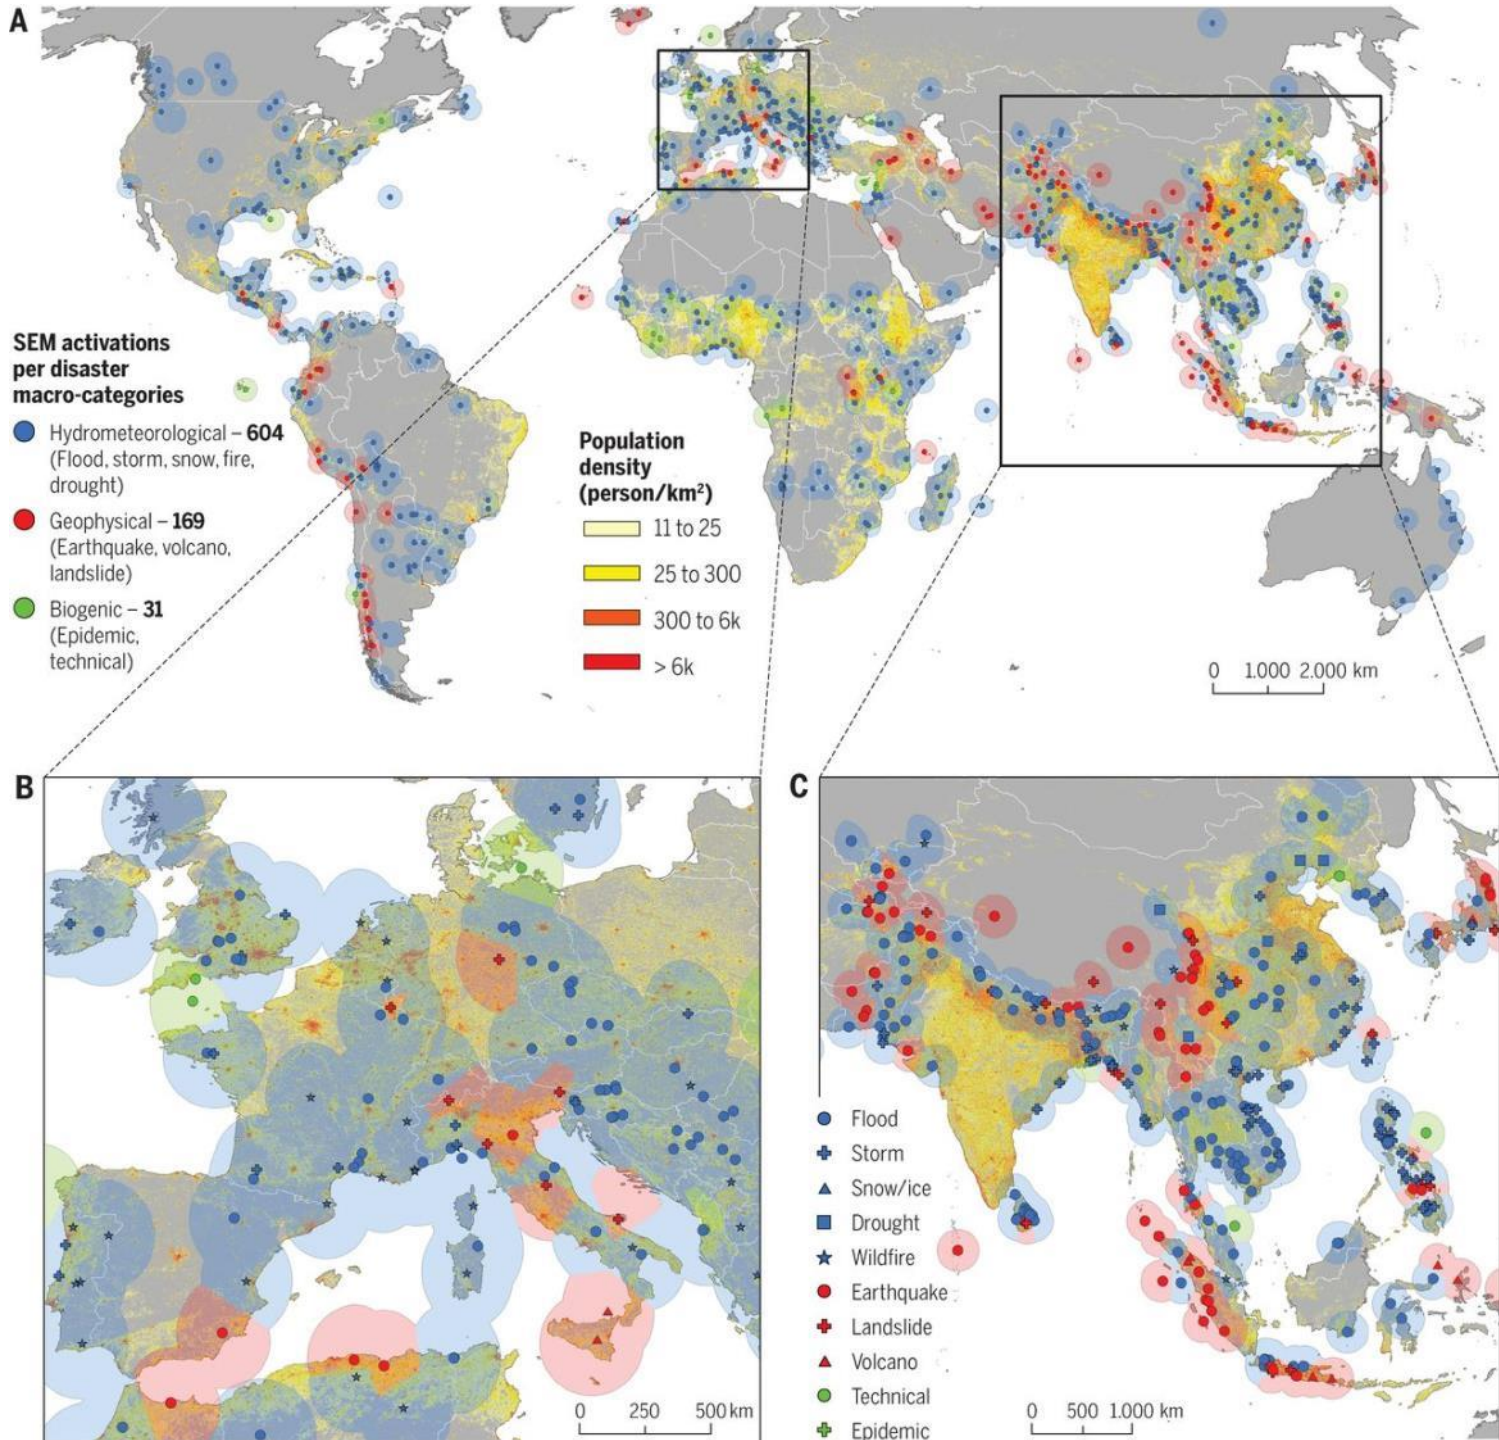 A
SEM activations
per disaster
macro-categories
Hydrometeorological – 604
(Flood, storm, snow, fire,
drought)
Geophysical – 169
(Earthquake, volcano,
landslide)
Biogenic – 31
(Epidemic,
technical)
Population
density
(person/km²)
11 to 25
25 to 300
300 to 6k
> 6k
0 1.000 2.000 km
B
0 250 500 km
C
Flood
Storm
Snow/ice
Drought
Wildfire
Earthquake
Landslide
Volcano
Technical
Epidemic
0 500 1.000 km